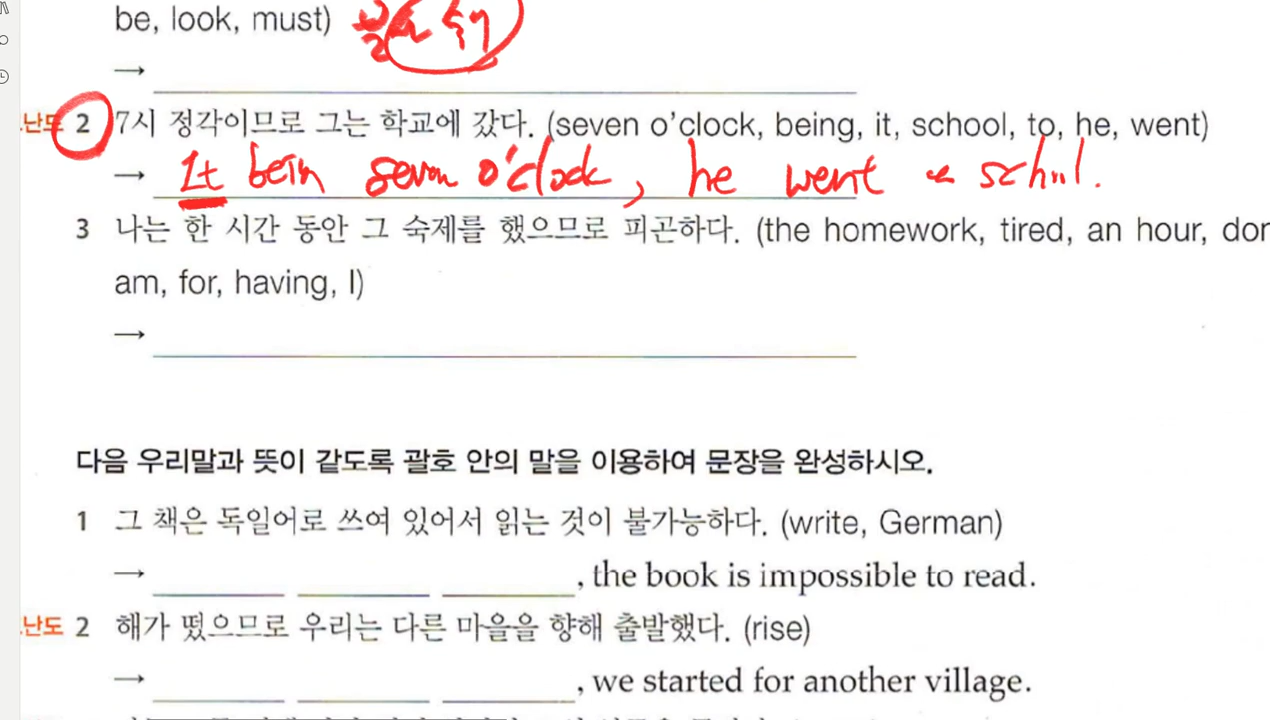 be, look, must)
→
난도 2 7시 정각이므로 그는 학교에 갔다. (seven o'clock, being, it, school, to, he, went)
→ It bein seven o'clock, he went schul.
3 나는 한 시간 동안 그 숙제를 했으므로 피곤하다. (the homework, tired, an hour, dor
am, for, having, I)
→
다음 우리말과 뜻이 같도록 괄호 안의 말을 이용하여 문장을 완성하시오.
1 그 책은 독일어로 쓰여 있어서 읽는 것이 불가능하다. (write, German)
→ , the book is impossible to read.
난도 2 해가 떴으므로 우리는 다른 마을을 향해 출발했다. (rise)
→ , we started for another village.